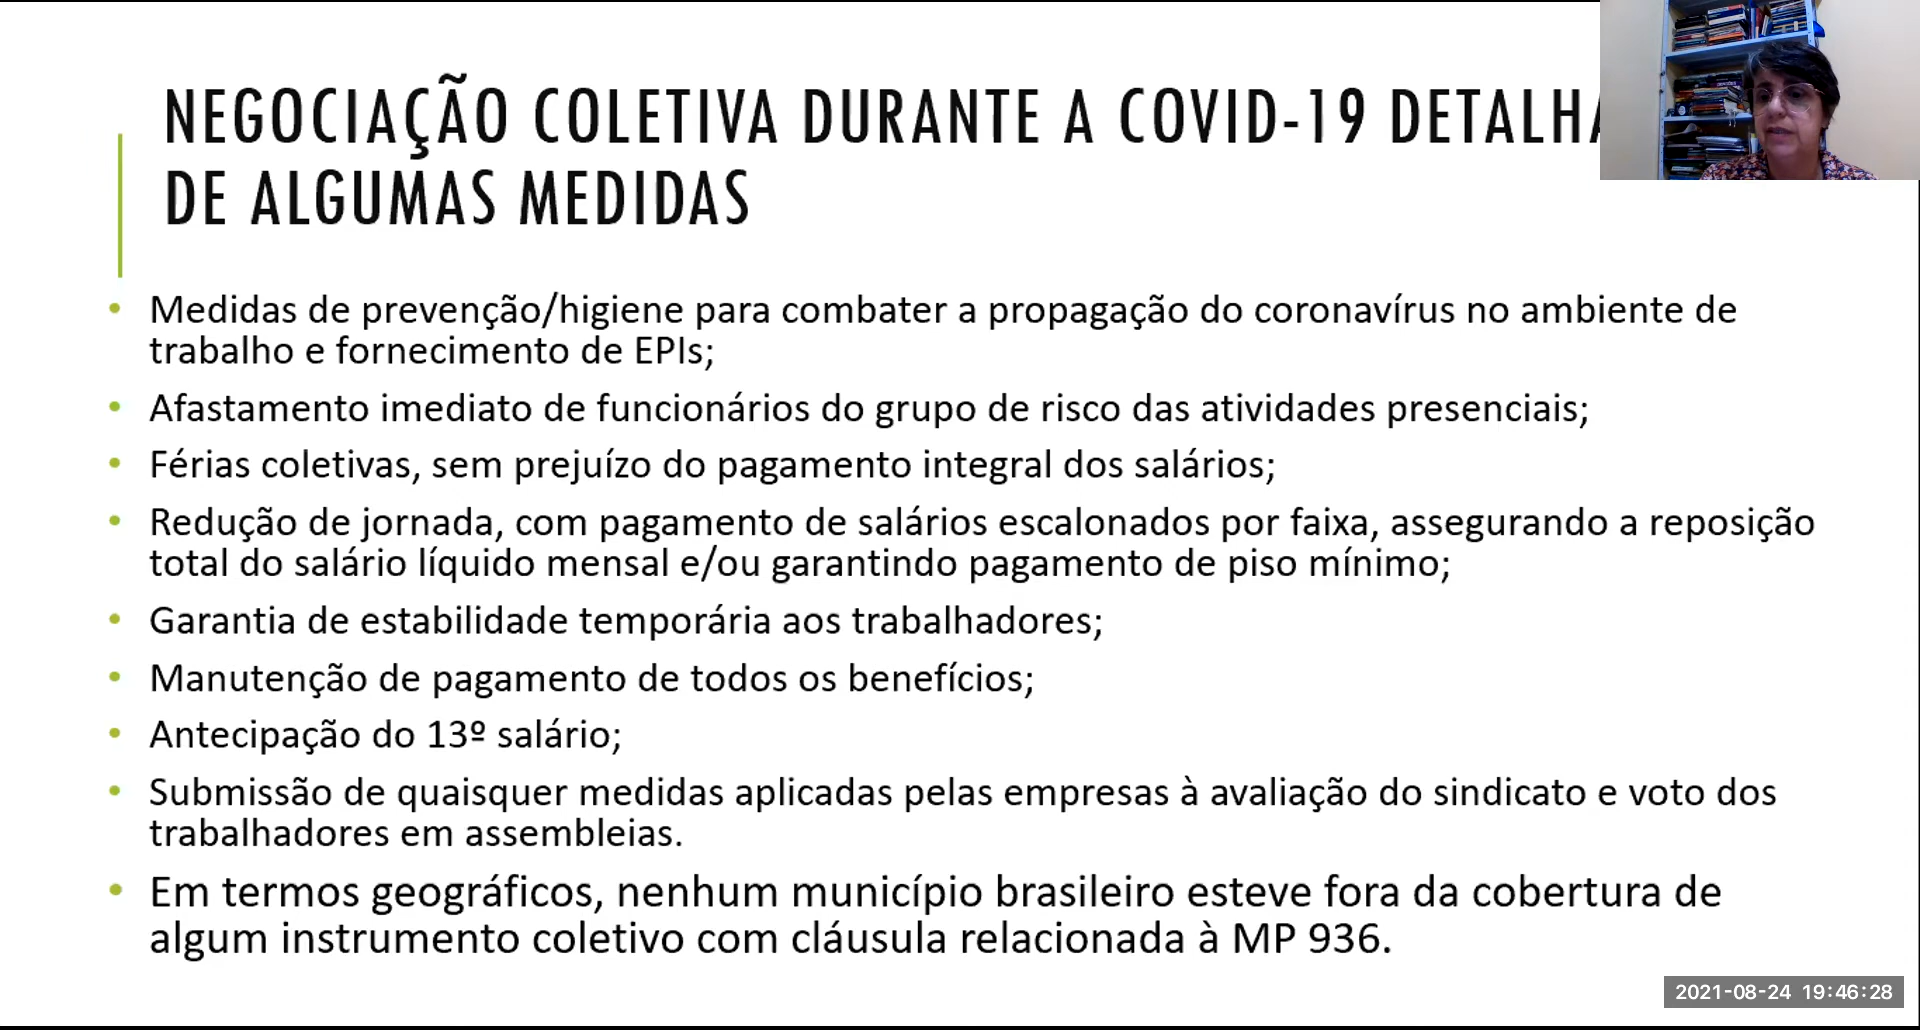 NEGOCIAÇÃO COLETIVA DURANTE A COVID-19
DE ALGUMAS MEDIDAS
• Medidas de prevenção/higiene para combater a propagação do coronavírus no ambiente de
trabalho e fornecimento de EPIs;
• Afastamento imediato de funcionários do grupo de risco das atividades presenciais;
• Férias coletivas, sem prejuízo do pagamento integral dos salários;
• Redução de jornada, com pagamento de salários escalonados por faixa, assegurando a reposição
total do salário líquido mensal e/ou garantindo pagamento de piso mínimo;
• Garantia de estabilidade temporária aos trabalhadores;
• Manutenção de pagamento de todos os benefícios;
• Antecipação do 13º salário;
• Submissão de quaisquer medidas aplicadas pelas empresas à avaliação do sindicato e voto dos
trabalhadores em assembleias.
• Em termos geográficos, nenhum município brasileiro esteve fora da cobertura de
algum instrumento coletivo com cláusula relacionada à MP 936.
2021-08-24 19:46:28